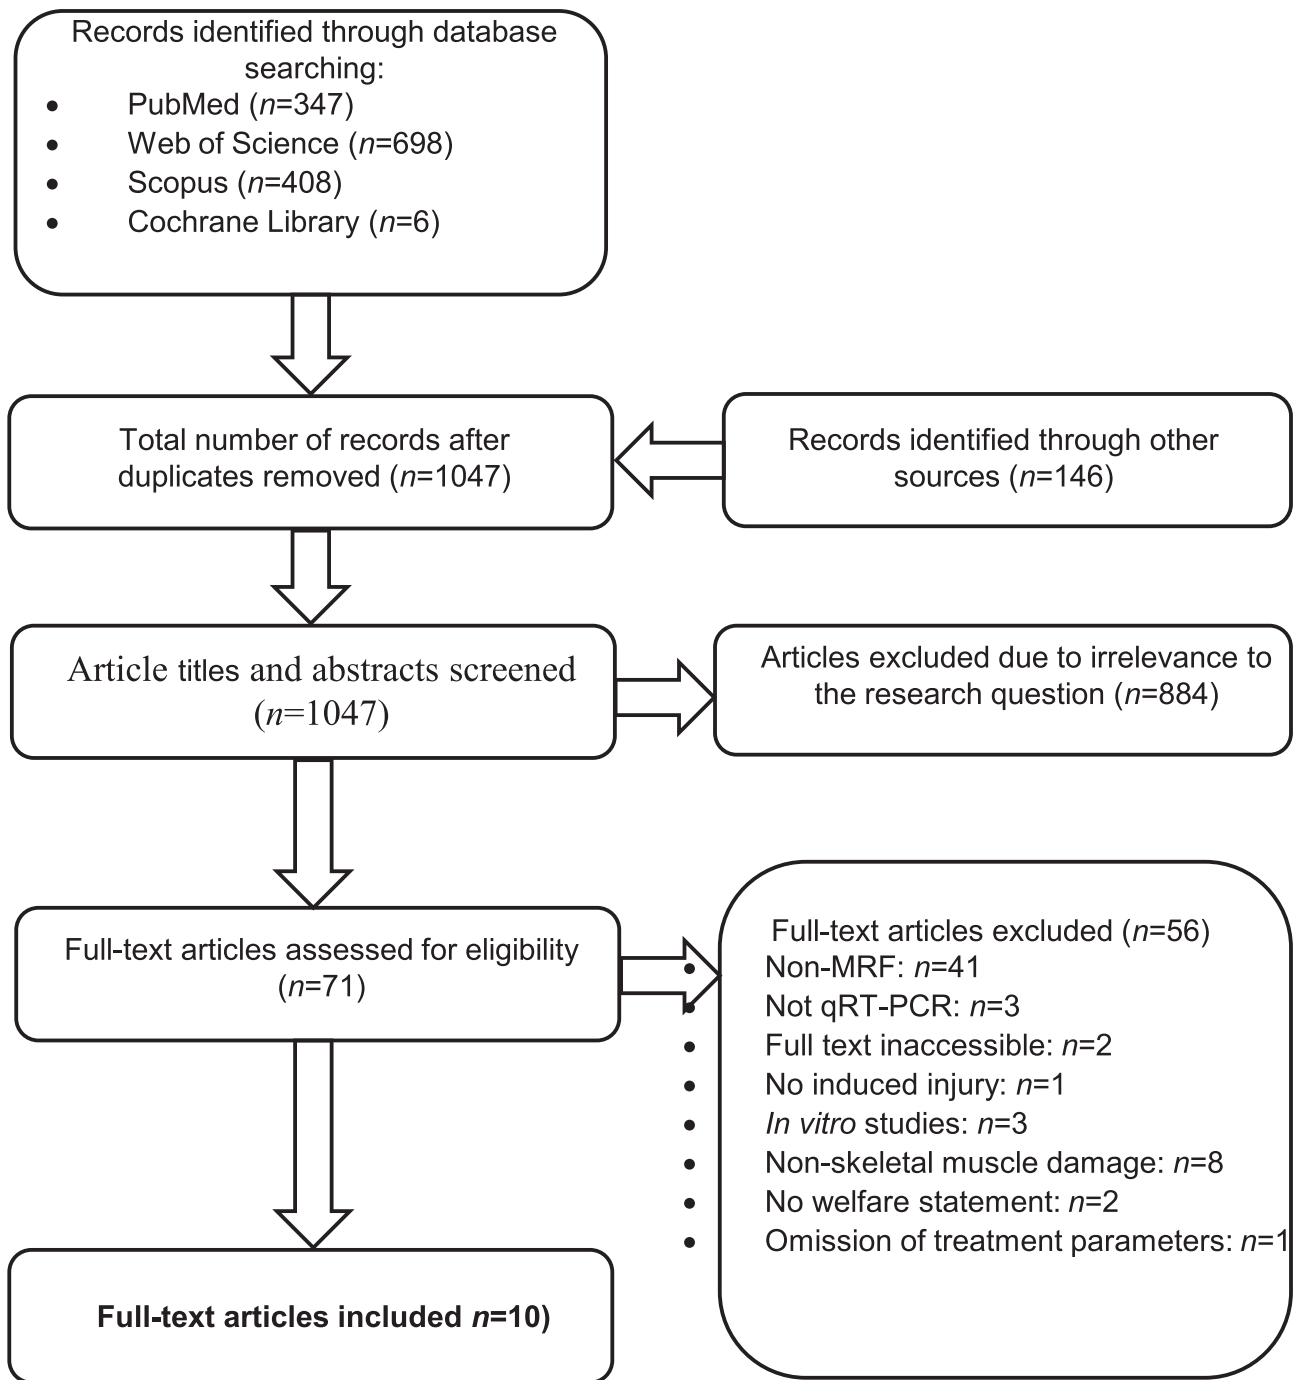 Records identified through database
searching:
• PubMed (n=347)
• Web of Science (n=698)
• Scopus (n=408)
• Cochrane Library (n=6)
Total number of records after
duplicates removed (n=1047)
Records identified through other
sources (n=146)
Article titles and abstracts screened
(n=1047)
Articles excluded due to irrelevance to
the research question (n=884)
Full-text articles assessed for eligibility
(n=71)
Full-text articles excluded (n=56)
• Non-MRF: n=41
• Not qRT-PCR: n=3
• Full text inaccessible: n=2
• No induced injury: n=1
• In vitro studies: n=3
• Non-skeletal muscle damage: n=8
• No welfare statement: n=2
• Omission of treatment parameters: n=1
Full-text articles included n=10)